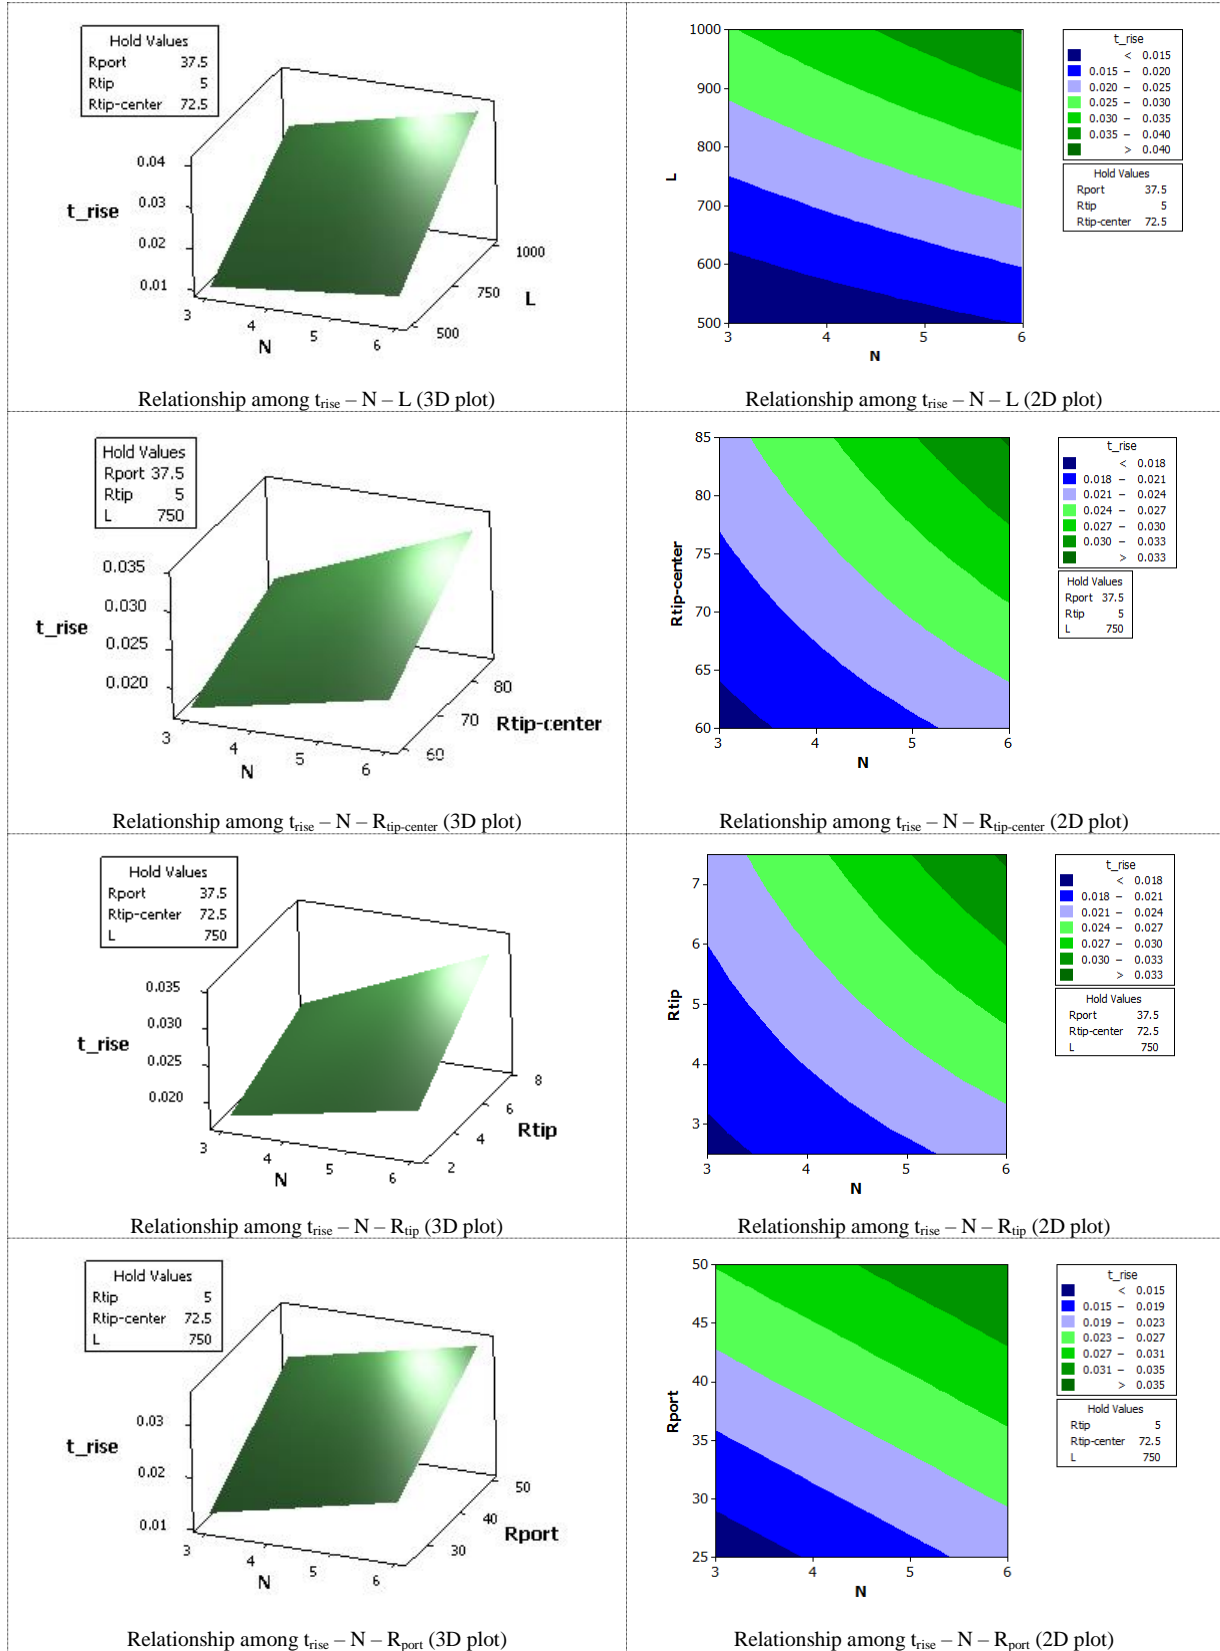 Hold Values
Rport 37.5
Rtip 5
Rtip-center 72.5
0.04
0.03
t_rise
0.02
0.01
3
4
5
6
N
500
750
1000
L
Relationship among trise – N – L (3D plot)
1000
900
800
700
600
500
L
3 4 5 6
N
t_rise
< 0.015
0.015 – 0.020
0.020 – 0.025
0.025 – 0.030
0.030 – 0.035
0.035 – 0.040
> 0.040
Hold Values
Rport 37.5
Rtip 5
Rtip-center 72.5
Relationship among trise – N – L (2D plot)
Hold Values
Rport 37.5
Rtip 5
L 750
0.035
0.030
t_rise
0.025
0.020
3
4
5
6
N
60
70
80
Rtip-center
Relationship among trise – N – Rtip-center (3D plot)
85
80
75
70
65
60
Rtip-center
3 4 5 6
N
t_rise
< 0.018
0.018 – 0.021
0.021 – 0.024
0.024 – 0.027
0.027 – 0.030
0.030 – 0.033
> 0.033
Hold Values
Rport 37.5
Rtip 5
L 750
Relationship among trise – N – Rtip-center (2D plot)
Hold Values
Rport 37.5
Rtip-center 72.5
L 750
0.035
0.030
t_rise
0.025
0.020
3
4
5
6
N
2
4
6
8
Rtip
Relationship among trise – N – Rtip (3D plot)
7
6
5
4
3
Rtip
3 4 5 6
N
t_rise
< 0.018
0.018 – 0.021
0.021 – 0.024
0.024 – 0.027
0.027 – 0.030
0.030 – 0.033
> 0.033
Hold Values
Rport 37.5
Rtip-center 72.5
L 750
Relationship among trise – N – Rtip (2D plot)
Hold Values
Rtip 5
Rtip-center 72.5
L 750
0.03
t_rise
0.02
0.01
3
4
5
6
N
30
40
50
Rport
Relationship among trise – N – Rport (3D plot)
50
45
40
35
30
25
Rport
3 4 5 6
N
t_rise
< 0.015
0.015 – 0.019
0.019 – 0.023
0.023 – 0.027
0.027 – 0.031
0.031 – 0.035
> 0.035
Hold Values
Rtip 5
Rtip-center 72.5
L 750
Relationship among trise – N – Rport (2D plot)